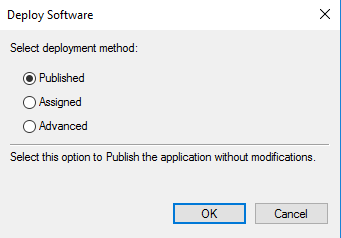 Deploy Software
Select deployment method:
Published
Assigned
Advanced
Select this option to Publish the application without modifications.
OK
Cancel